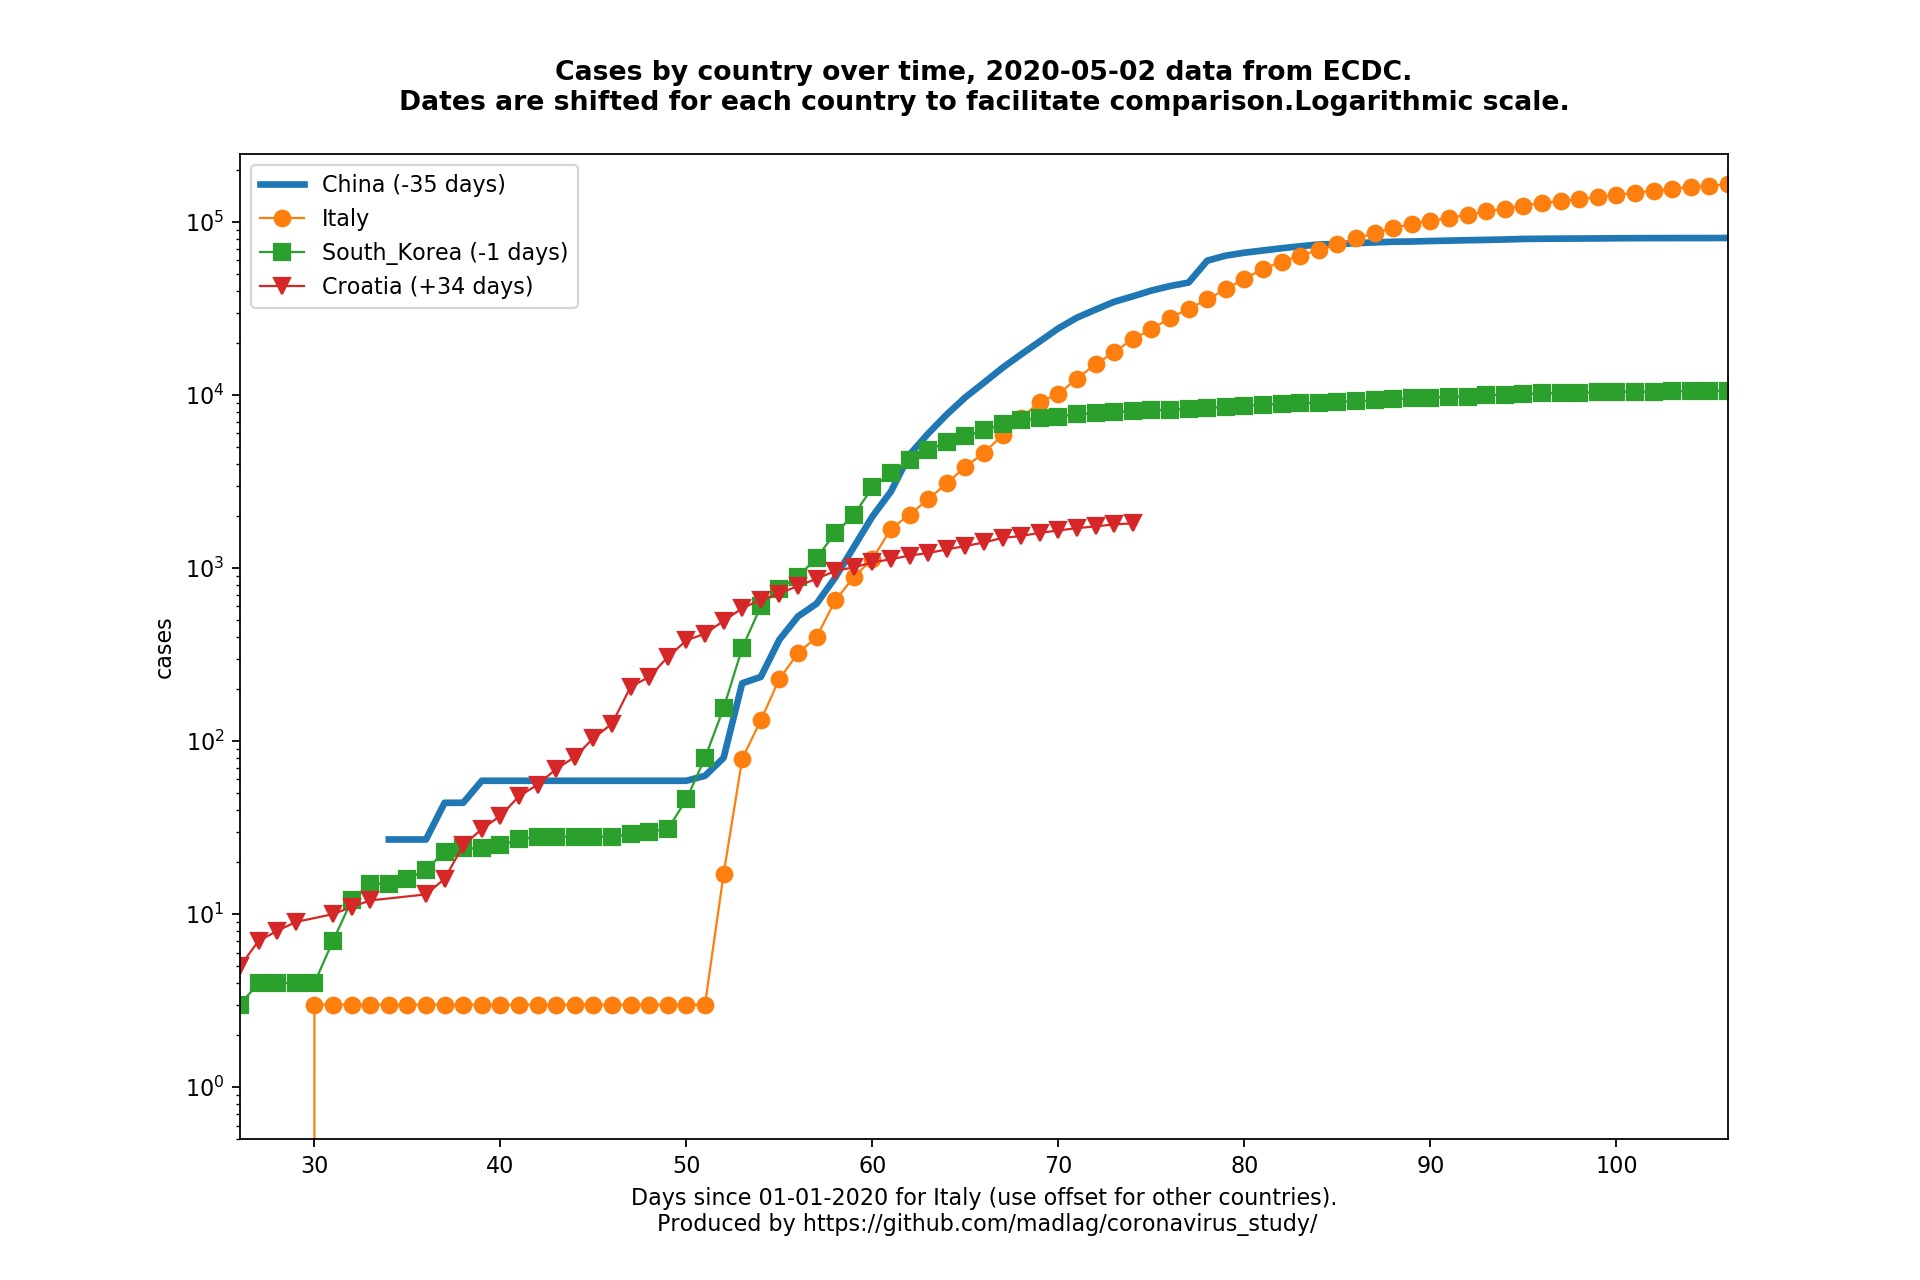 Cases by country over time, 2020-05-02 data from ECDC.
Dates are shifted for each country to facilitate comparison.Logarithmic scale.
China (-35 days)
Italy
South_Korea (-1 days)
Croatia (+34 days)
10^5
10^4
10^3
10^2
10^1
10^0
cases
30 40 50 60 70 80 90 100
Days since 01-01-2020 for Italy (use offset for other countries).
Produced by https://github.com/madlag/coronavirus_study/